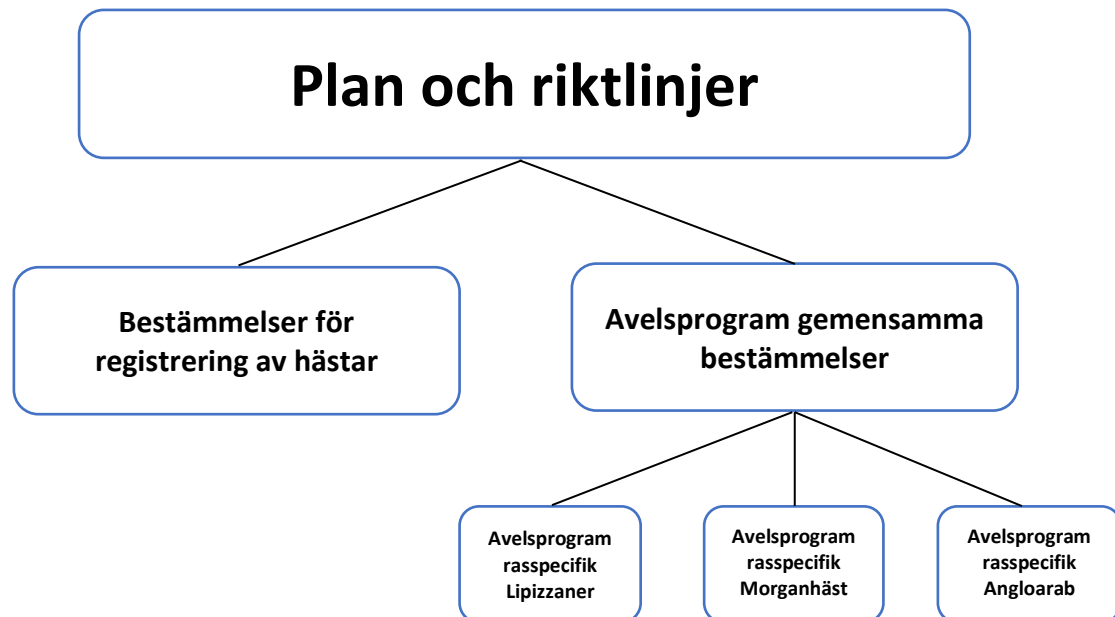 Plan och riktlinjer
Bestämmelser för
registrering av hästar
Avelsprogram gemensamma
bestämmelser
Avelsprogram
rasspecifik
Lipizzaner
Avelsprogram
rasspecifik
Morganhäst
Avelsprogram
rasspecifik
Angloarab